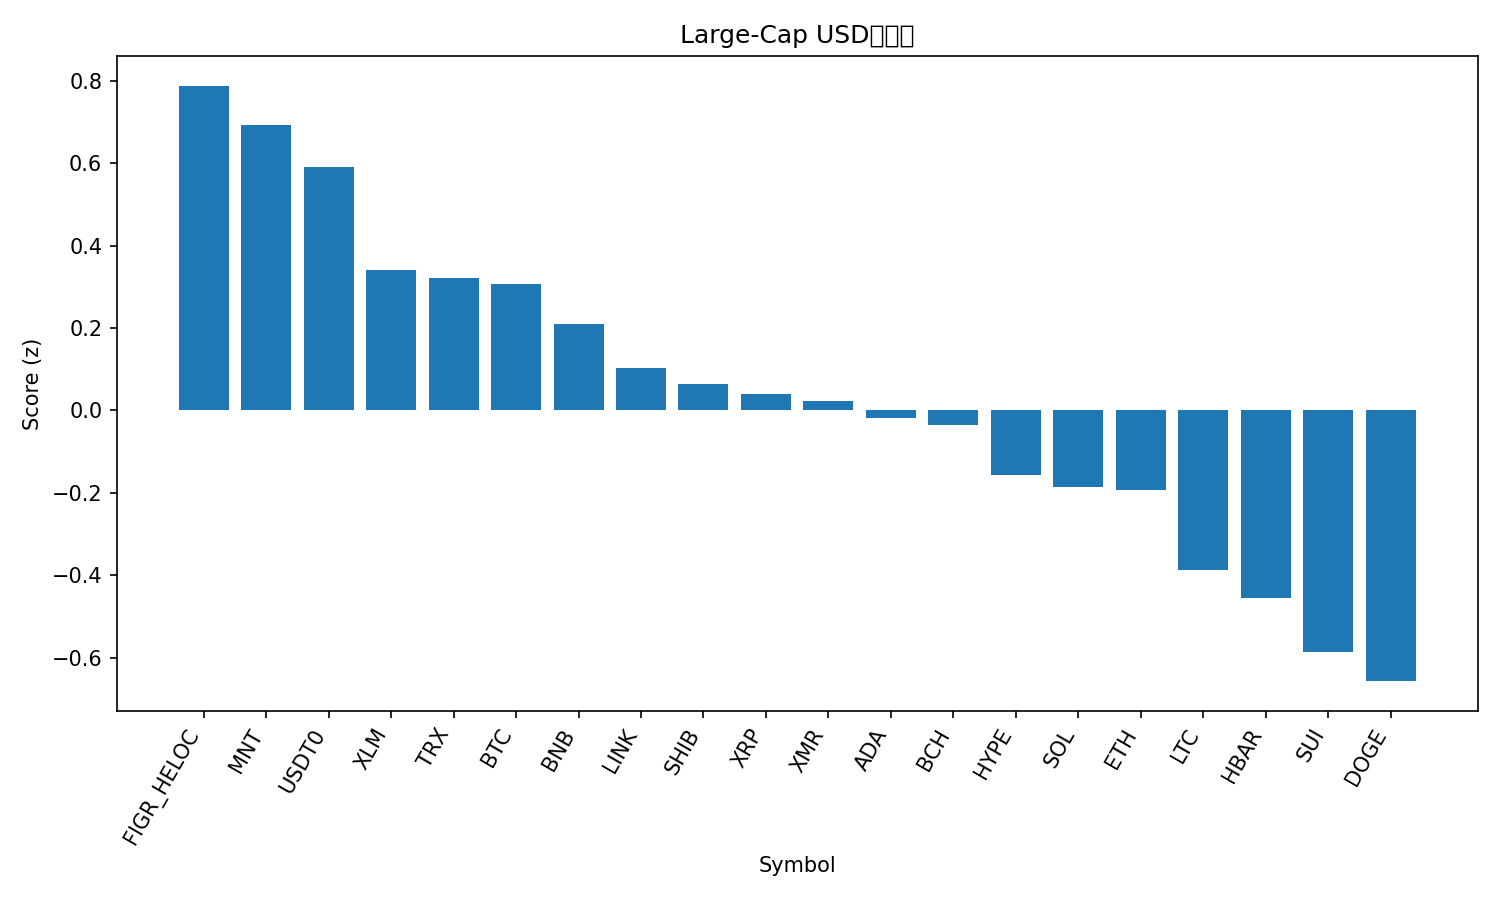 Large-Cap USD
Score (z)
0.8
0.6
0.4
0.2
0.0
−0.2
−0.4
−0.6
FIGR_HELOC
MNT
USDT0
XLM
TRX
BTC
BNB
LINK
SHIB
XRP
XMR
ADA
BCH
HYPE
SOL
ETH
LTC
HBAR
SUI
DOGE
Symbol